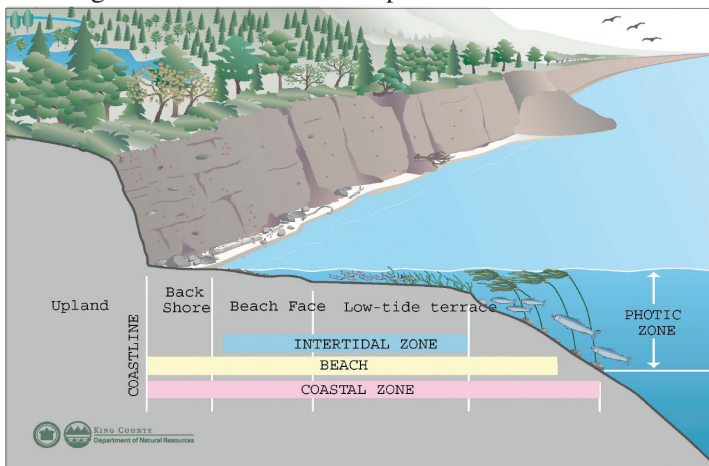 Upland
Back
Shore
Beach Face
Low-tide terrace
COASTLINE
INTERTIDAL ZONE
BEACH
COASTAL ZONE
PHOTIC
ZONE
KING COUNTY
Department of Natural Resources